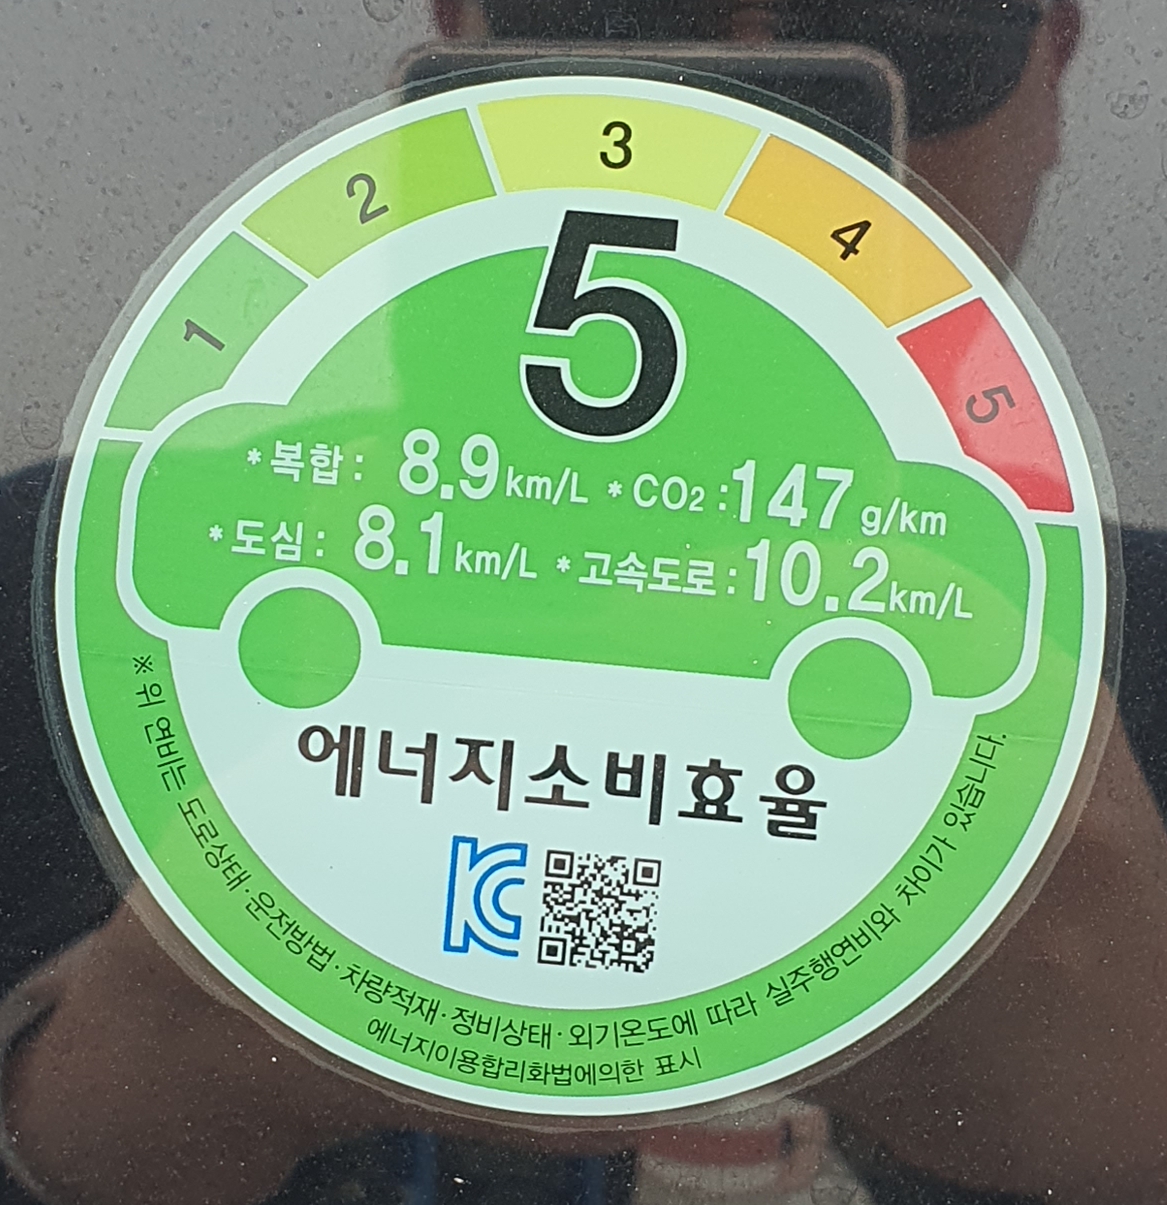 1 2 3 4 5
5
*복합: 8.9km/L *CO2:147g/km
*도심: 8.1km/L *고속도로:10.2km/L
에너지소비효율
KC
※위 연비는 도로상태·운전방법·차량적재·정비상태·외기온도에 따라 실주행연비와 차이가 있습니다.
에너지이용합리화법에의한 표시